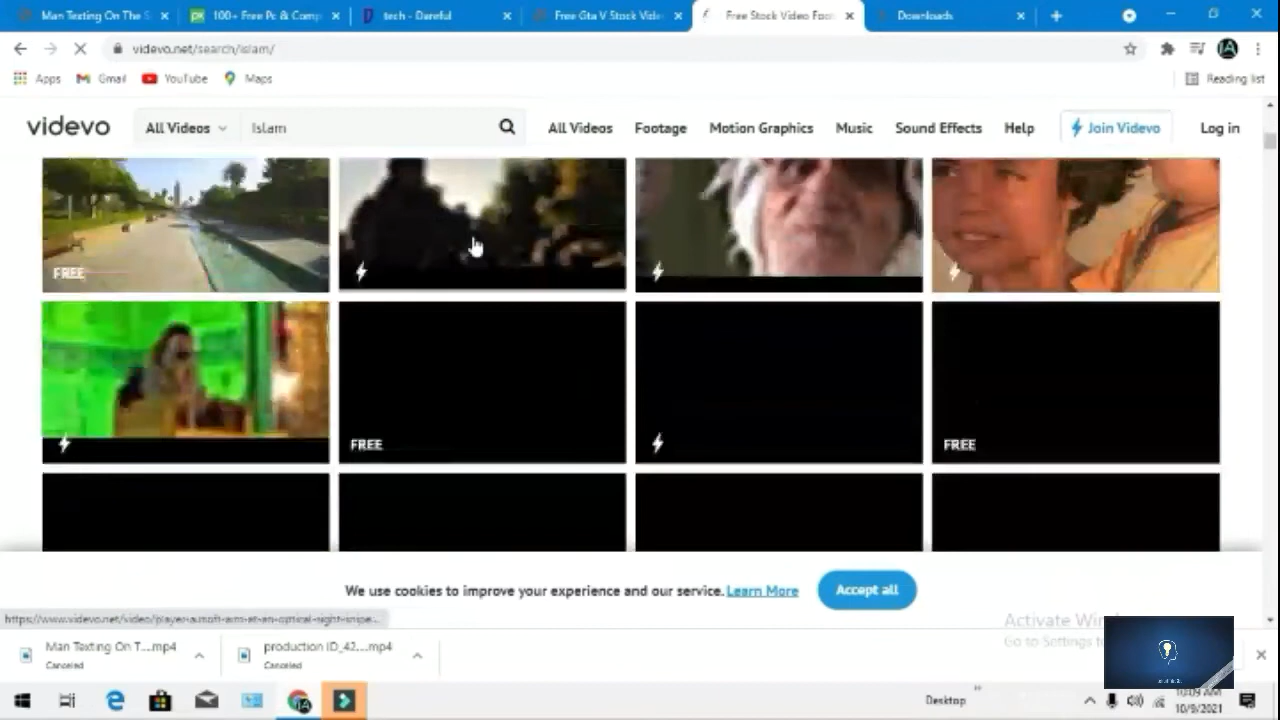 Man Texting On The S
100+ Free Pc & Comp
tech - Dareful
Free Gta V Stock Vide
Free Stock Video Foot
Downloads
videvo.net/search/islam/
Apps
Gmail
YouTube
Maps
Reading list
videvo
All Videos
Islam
All Videos
Footage
Motion Graphics
Music
Sound Effects
Help
Join Videvo
Log in
FREE
FREE
FREE
We use cookies to improve your experience and our service. Learn More
Accept all
Activate Win
Go to Settings to
Man Texting On T....mp4
Canceled
production ID_42....mp4
Canceled
Desktop
10:09 AM
10/9/2021